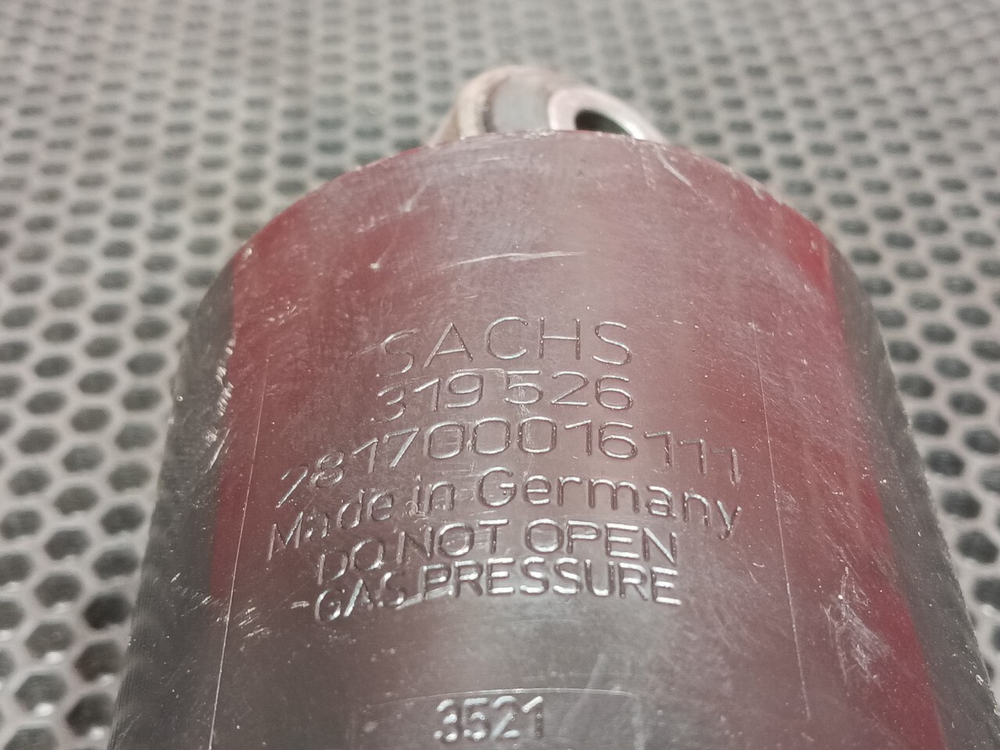 SACHS
319 526
281700016111
Made in Germany
DO NOT OPEN
GAS PRESSURE
3521